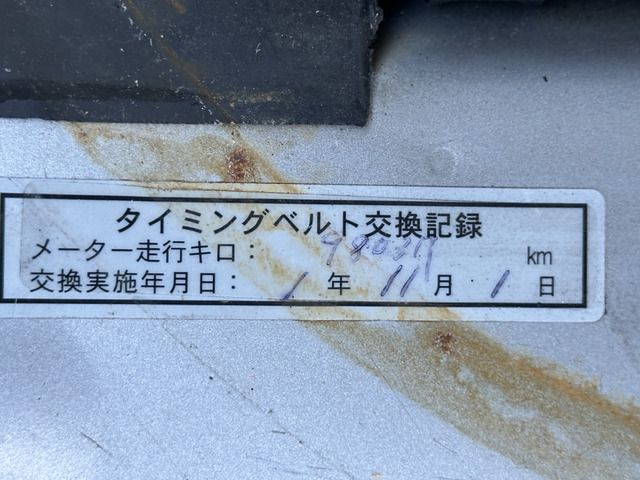 タイミングベルト交換記録
メーター走行キロ： km
交換実施年月日： 1 年 11 月 1 日